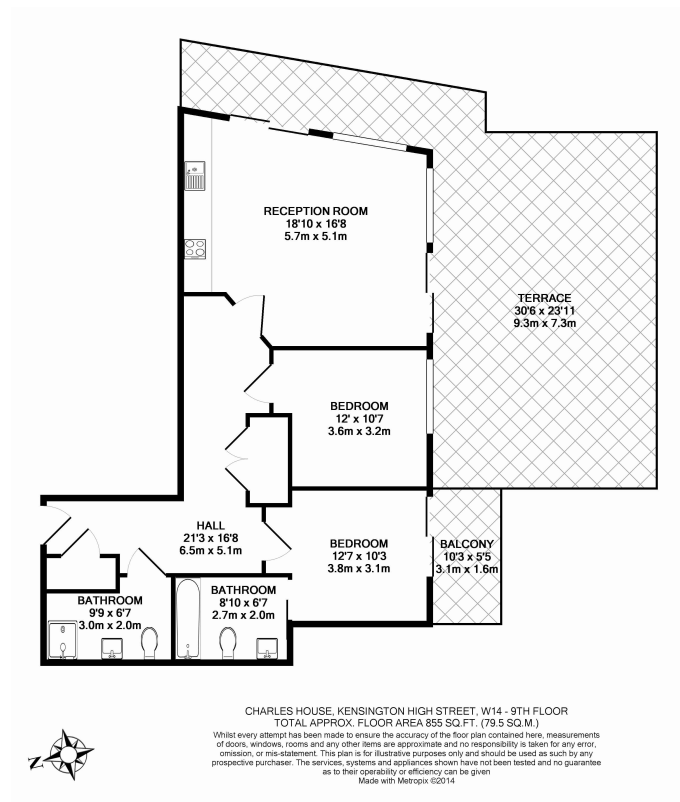 RECEPTION ROOM
18'10 x 16'8
5.7m x 5.1m
TERRACE
30'6 x 23'11
9.3m x 7.3m
BEDROOM
12' x 10'7
3.6m x 3.2m
HALL
21'3 x 16'8
6.5m x 5.1m
BEDROOM
12'7 x 10'3
3.8m x 3.1m
BALCONY
10'3 x 5'5
3.1m x 1.6m
BATHROOM
9'9 x 6'7
3.0m x 2.0m
BATHROOM
8'10 x 6'7
2.7m x 2.0m
CHARLES HOUSE, KENSINGTON HIGH STREET, W14 - 9TH FLOOR
TOTAL APPROX. FLOOR AREA 855 SQ.FT. (79.5 SQ.M.)
Whilst every attempt has been made to ensure the accuracy of the floor plan contained here, measurements
of doors, windows, rooms and any other items are approximate and no responsibility is taken for any error,
omission, or mis-statement. This plan is for illustrative purposes only and should be used as such by any
prospective purchaser. The services, systems and appliances shown have not been tested and no guarantee
as to their operability or efficiency can be given
Made with Metropix ©2014
N